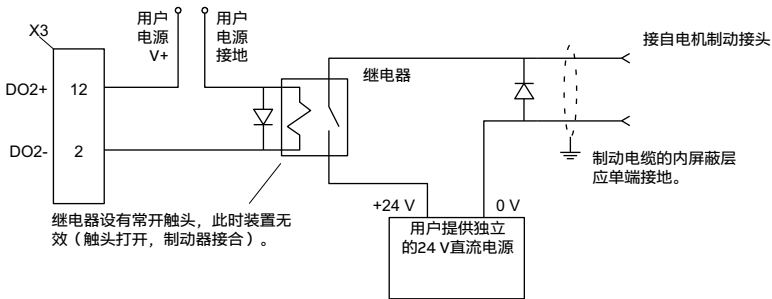 X3
用户
电源
V+
用户
电源
接地
DO2+
12
DO2-
2
继电器
接自电机制动接头
制动电缆的内屏蔽层
应单端接地。
继电器设有常开触头，此时装置无
效（触头打开，制动器接合）。
+24 V
0 V
用户提供独立
的24 V直流电源